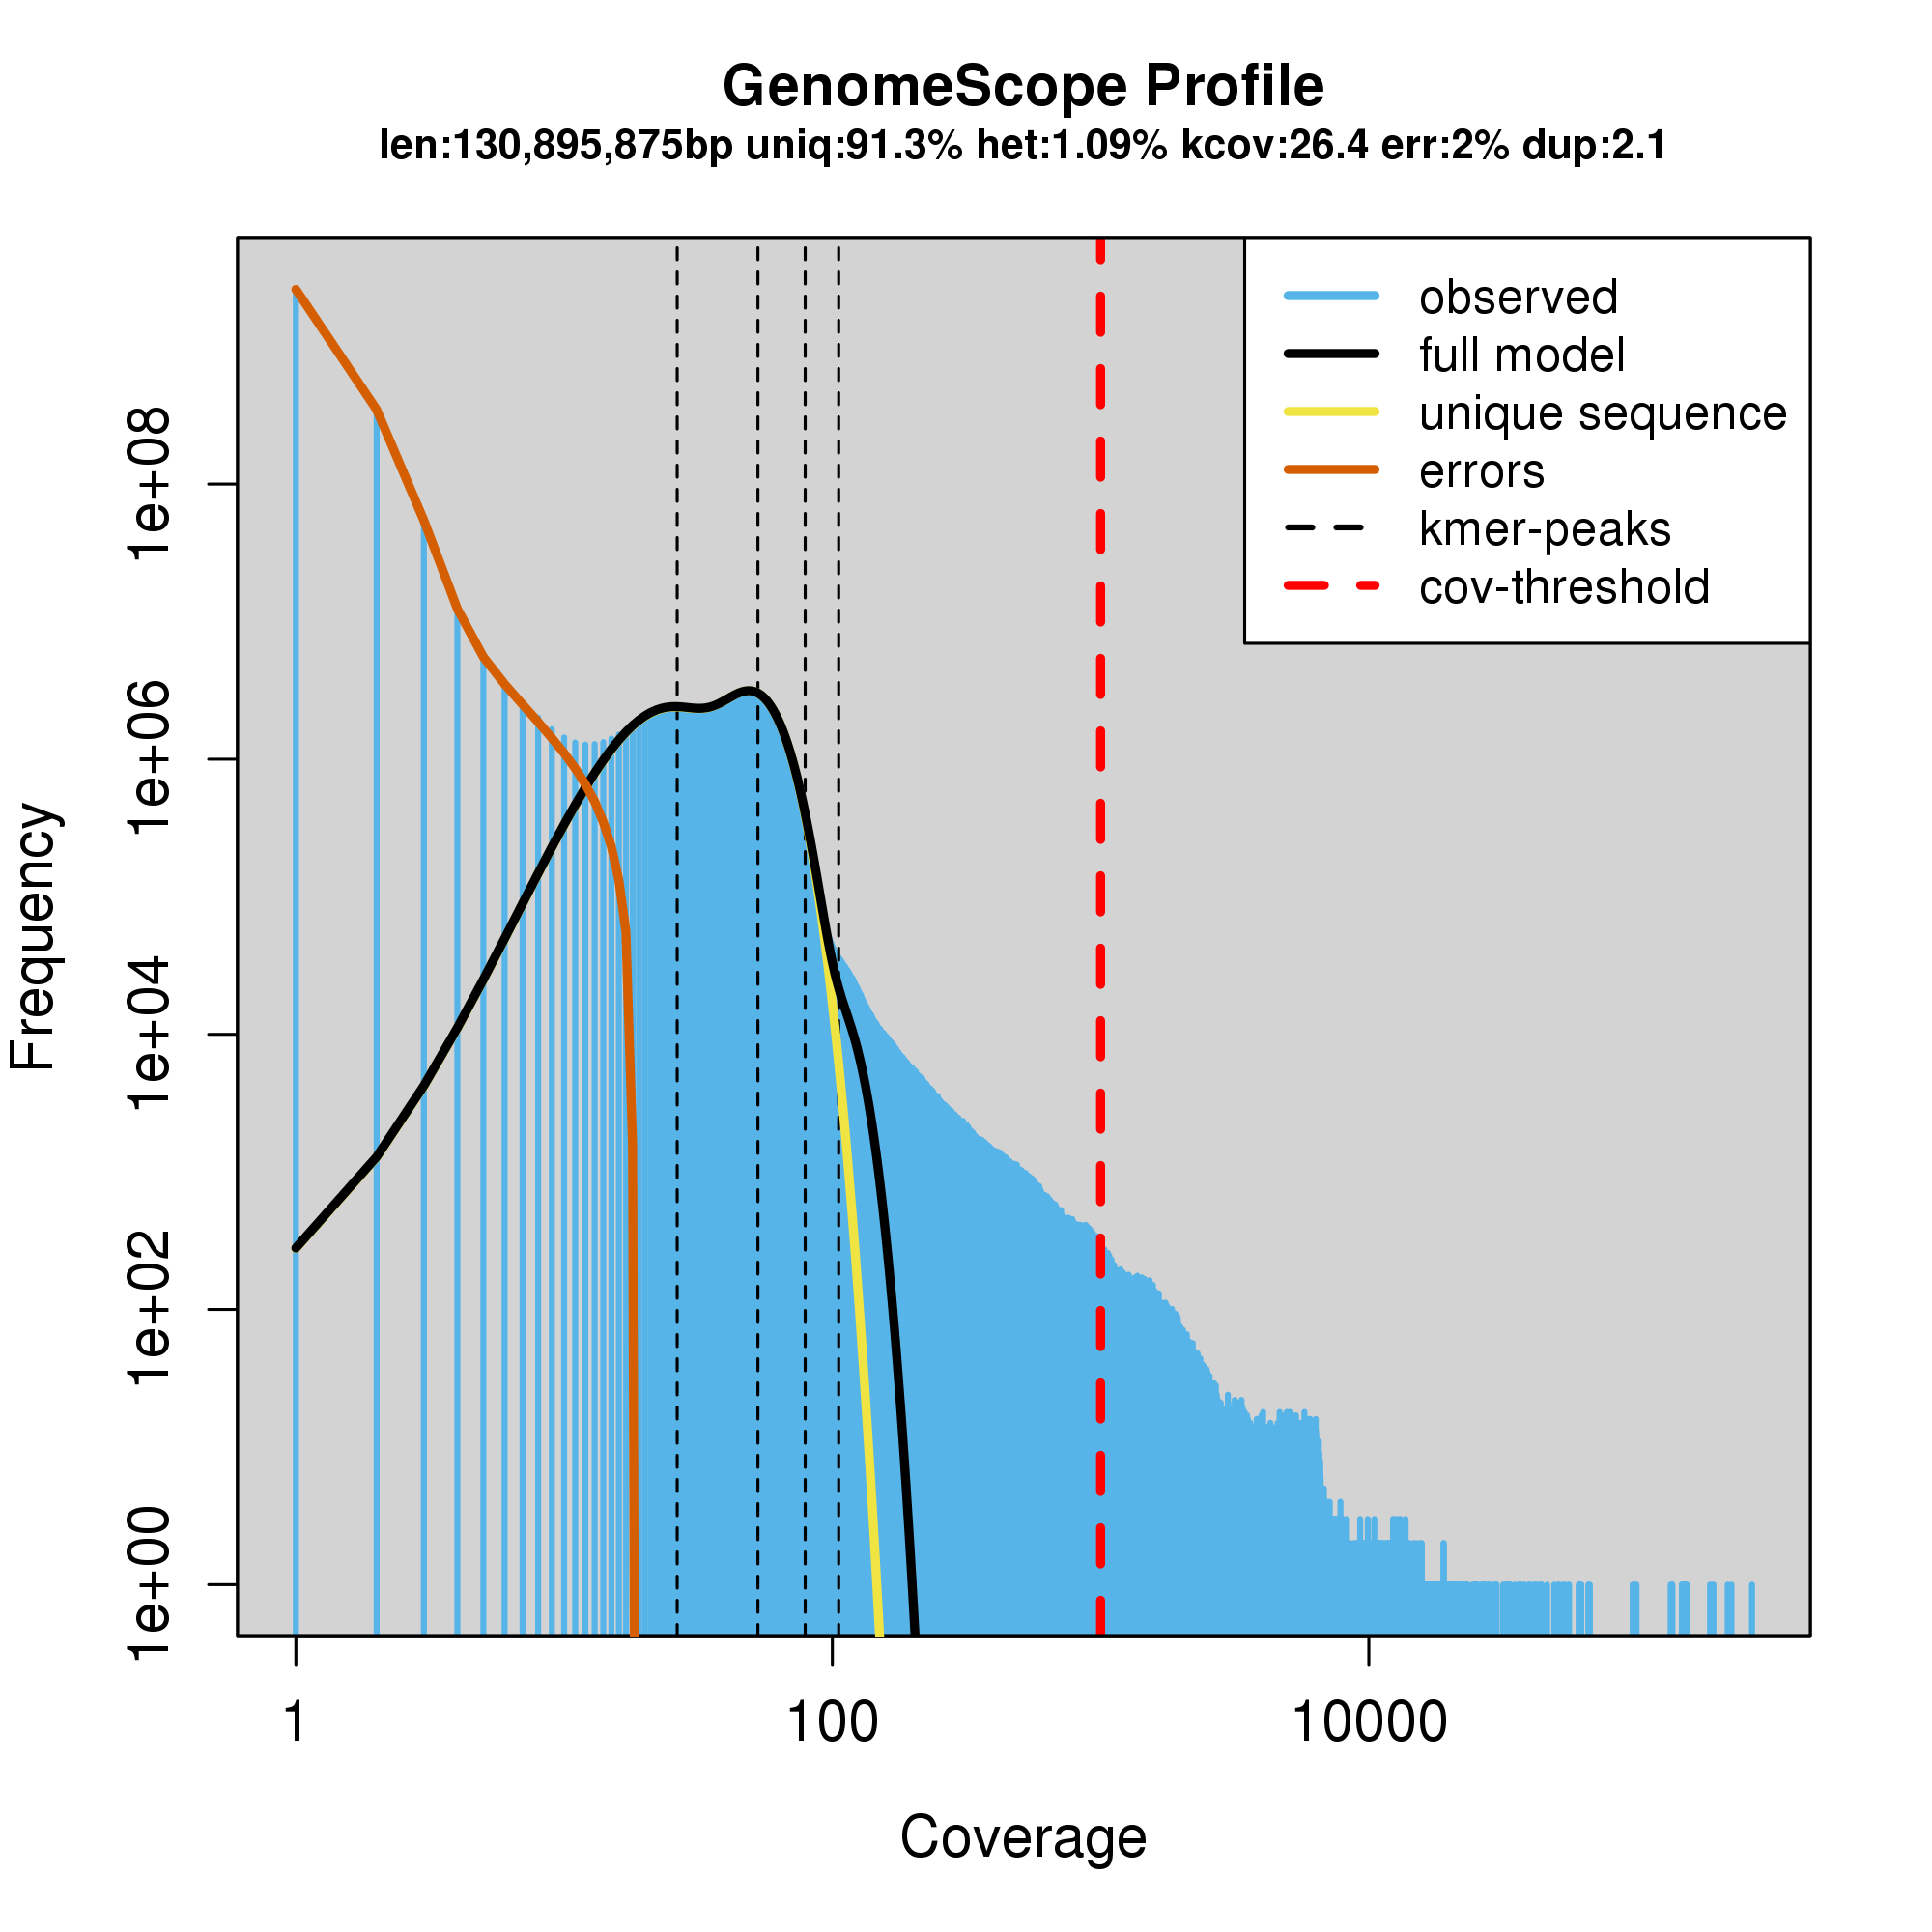 GenomeScope Profile
len:130,895,875bp uniq:91.3% het:1.09% kcov:26.4 err:2% dup:2.1
observed
full model
unique sequence
errors
kmer-peaks
cov-threshold
Frequency
1e+08
1e+06
1e+04
1e+02
1e+00
1
100
10000
Coverage